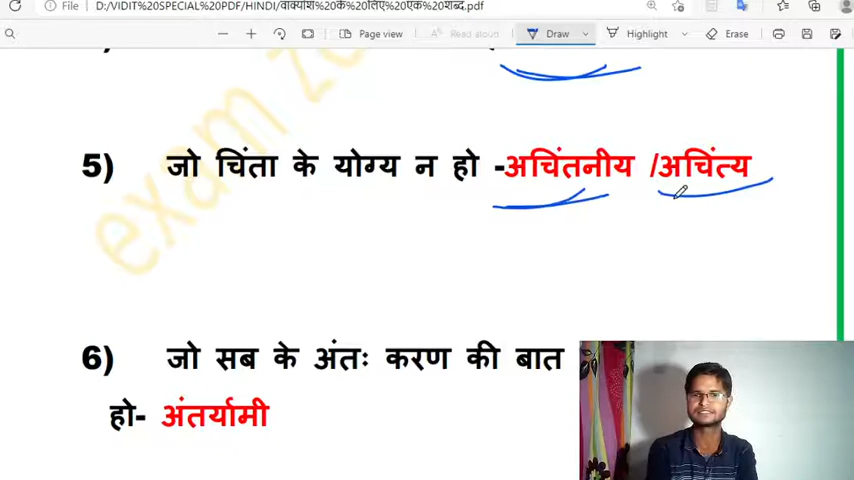 File D:/VIDIT%20SPECIAL%20PDF/HINDI/वाक्यांश%20के%20लिए%20एक%20शब्द.pdf
Page view Read aloud Draw Highlight Erase
5) जो चिंता के योग्य न हो -अचिंतनीय /अचिंत्य
exam
6) जो सब के अंतः करण की बात
हो- अंतर्यामी